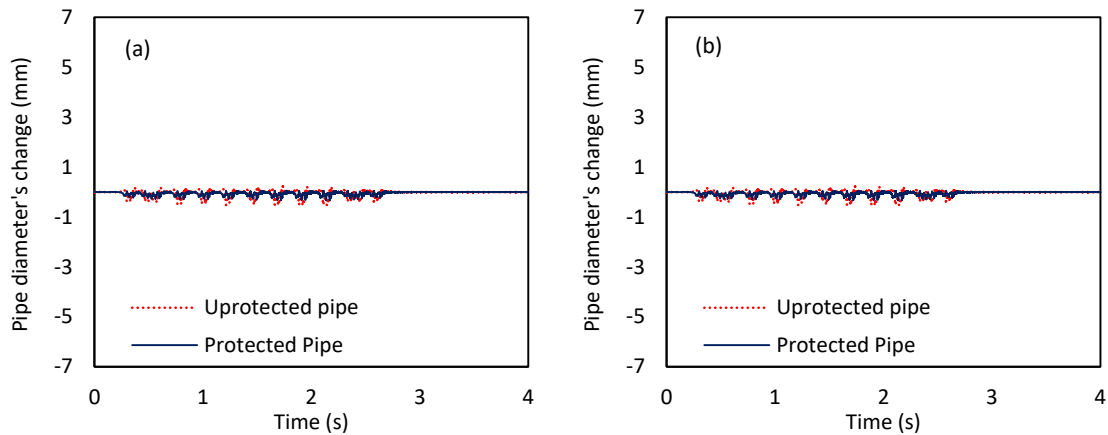 (a)
Pipe diameter's change (mm)
7
5
3
1
-1
-3
-5
-7
Uprotected pipe
Protected Pipe
0 1 2 3 4
Time (s)
(b)
Pipe diameter's change (mm)
7
5
3
1
-1
-3
-5
-7
Uprotected pipe
Protected Pipe
0 1 2 3 4
Time (s)